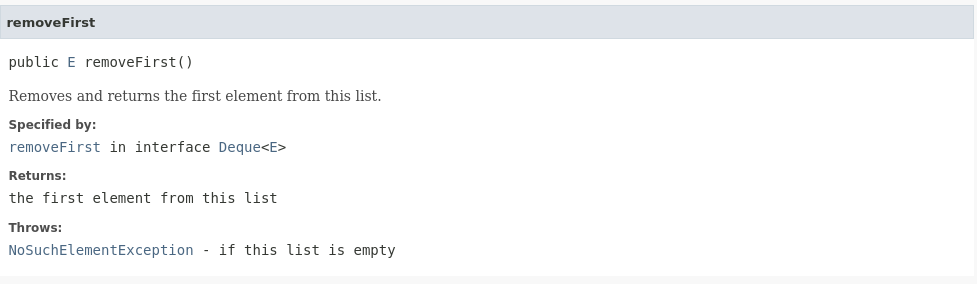 removeFirst
public E removeFirst()
Removes and returns the first element from this list.
Specified by:
removeFirst in interface Deque<E>
Returns:
the first element from this list
Throws:
NoSuchElementException - if this list is empty